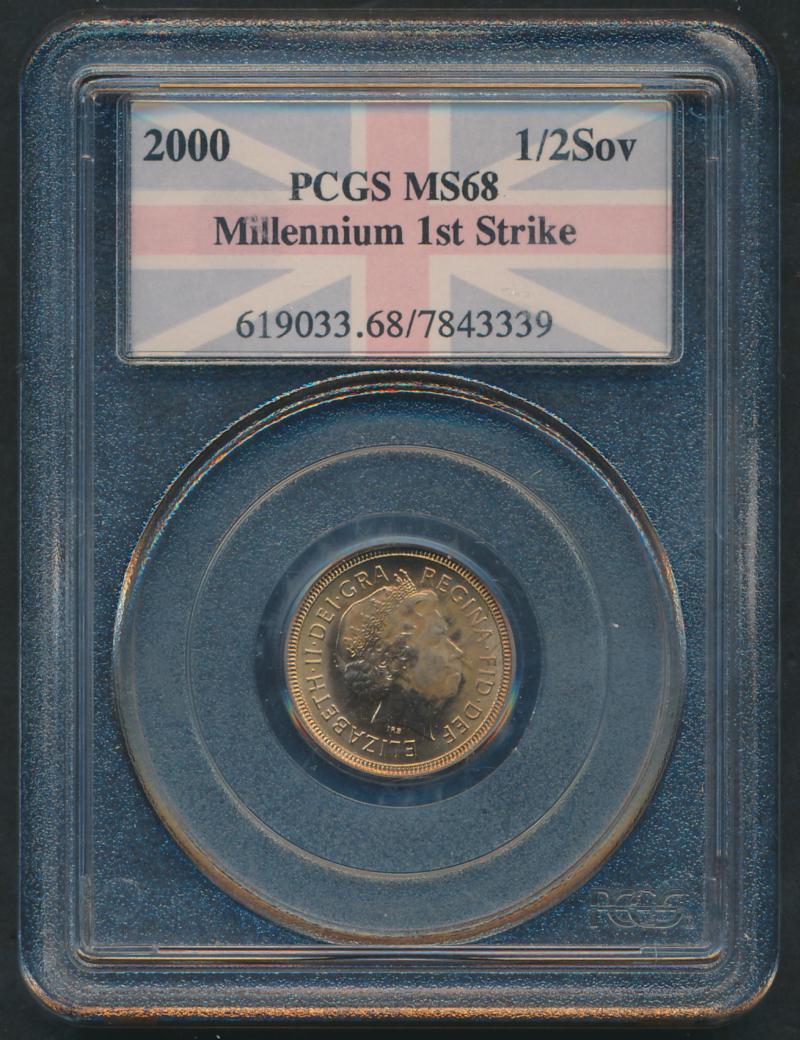 2000 1/2Sov
PCGS MS68
Millennium 1st Strike
619033.68/7843339
ELIZABETH·II·DEI·GRA REGINA·FID·DEF
IRB
PCGS